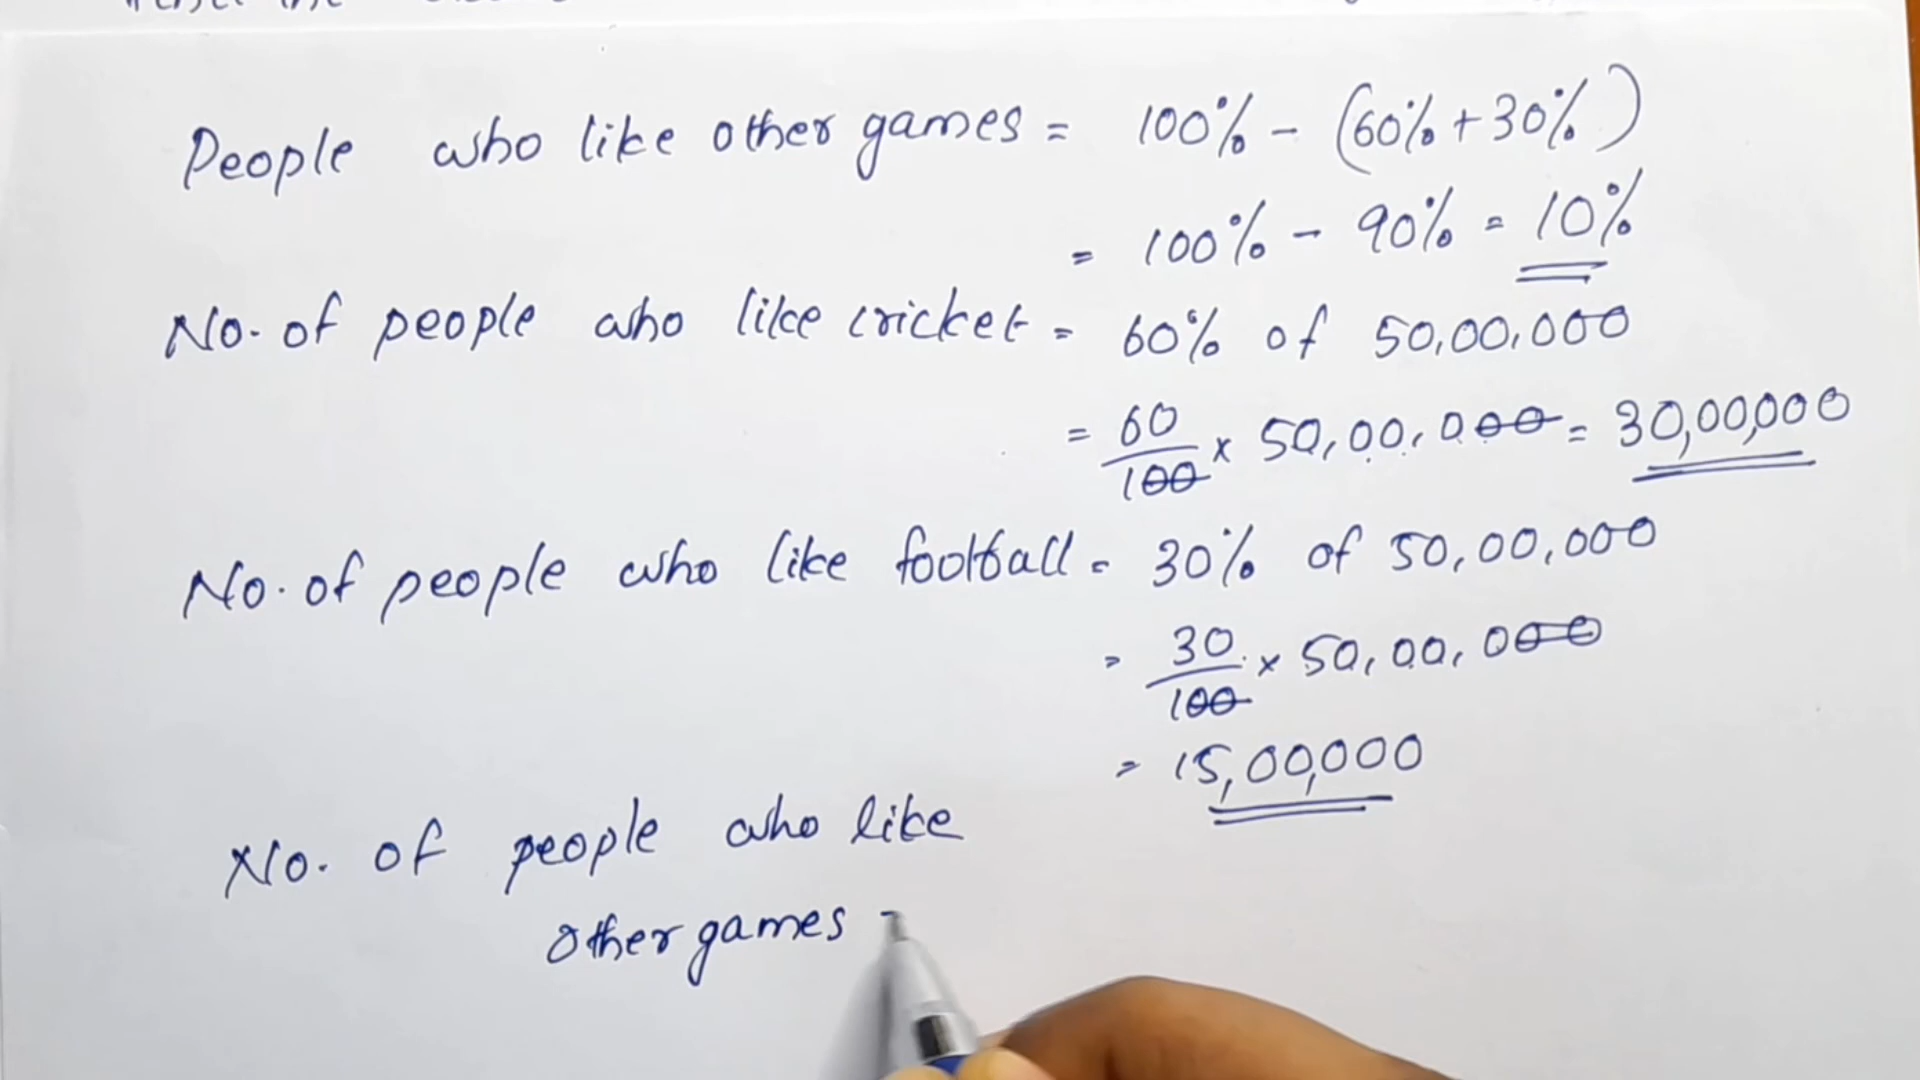 People who like other games = 100% - (60% + 30%)
= 100% - 90% = 10%
No. of people who like cricket = 60% of 50,00,000
= 60/100 × 50,00,000 = 30,00,000
No. of people who like football = 30% of 50,00,000
= 30/100 × 50,00,000
= 15,00,000
No. of people who like
other games